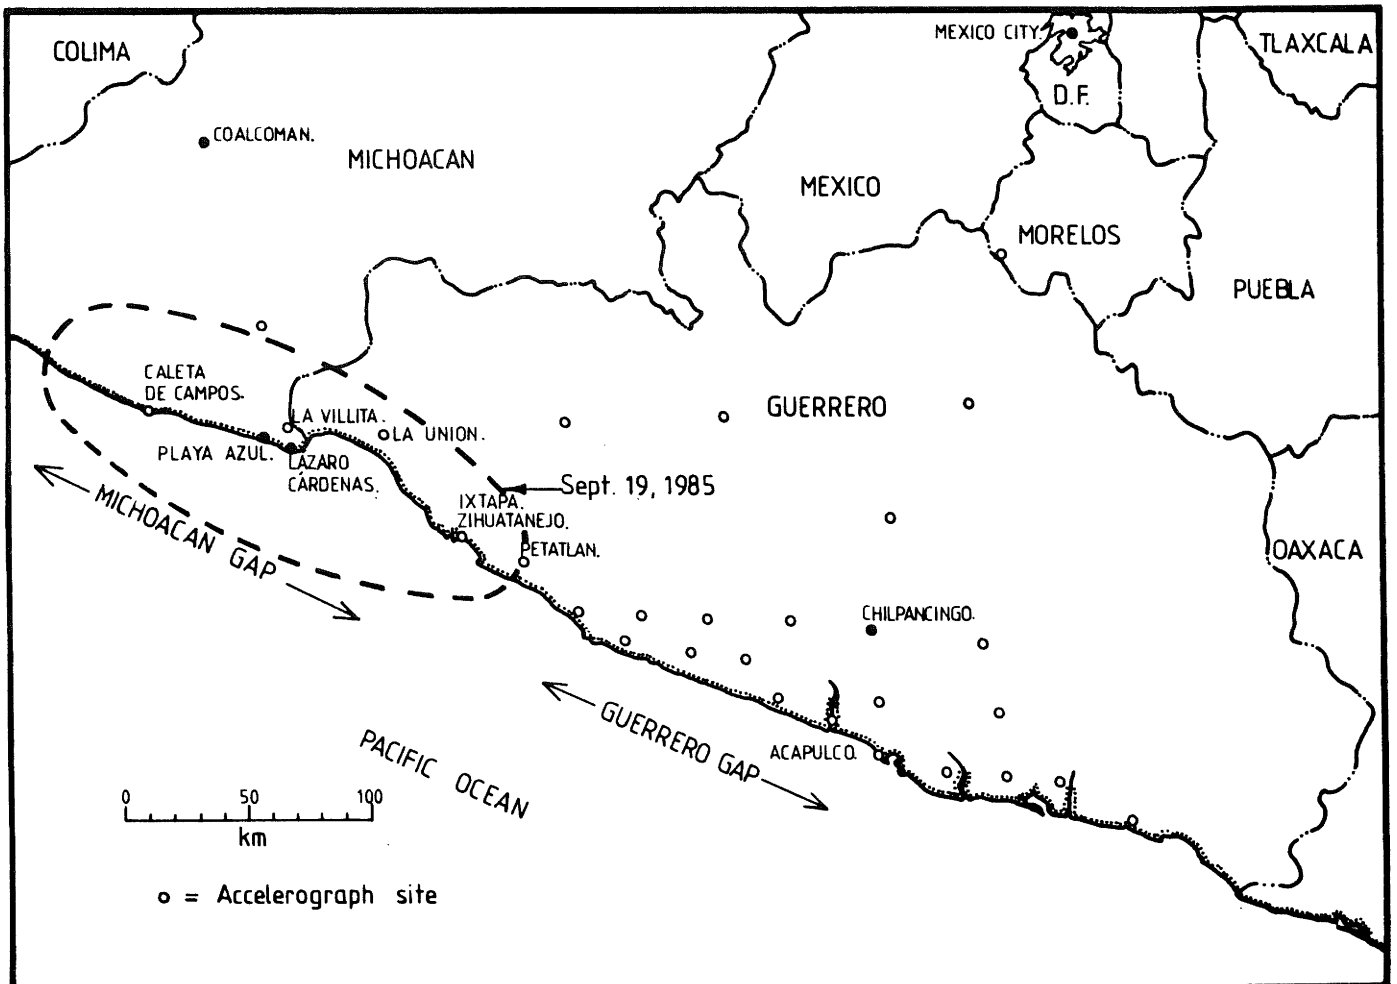 COLIMA
MEXICO CITY.
TLAXCALA
D.F.
COALCOMAN.
MICHOACAN
MEXICO
MORELOS
PUEBLA
CALETA
DE CAMPOS.
GUERRERO
LA VILLITA.
LA UNION.
PLAYA AZUL.
LAZARO
CÁRDENAS.
Sept. 19, 1985
MICHOACAN GAP
IXTAPA.
ZIHUATANEJO.
PETATLAN.
OAXACA
CHILPANCINGO.
GUERRERO GAP
ACAPULCO.
PACIFIC OCEAN
0 50 100
km
o = Accelerograph site